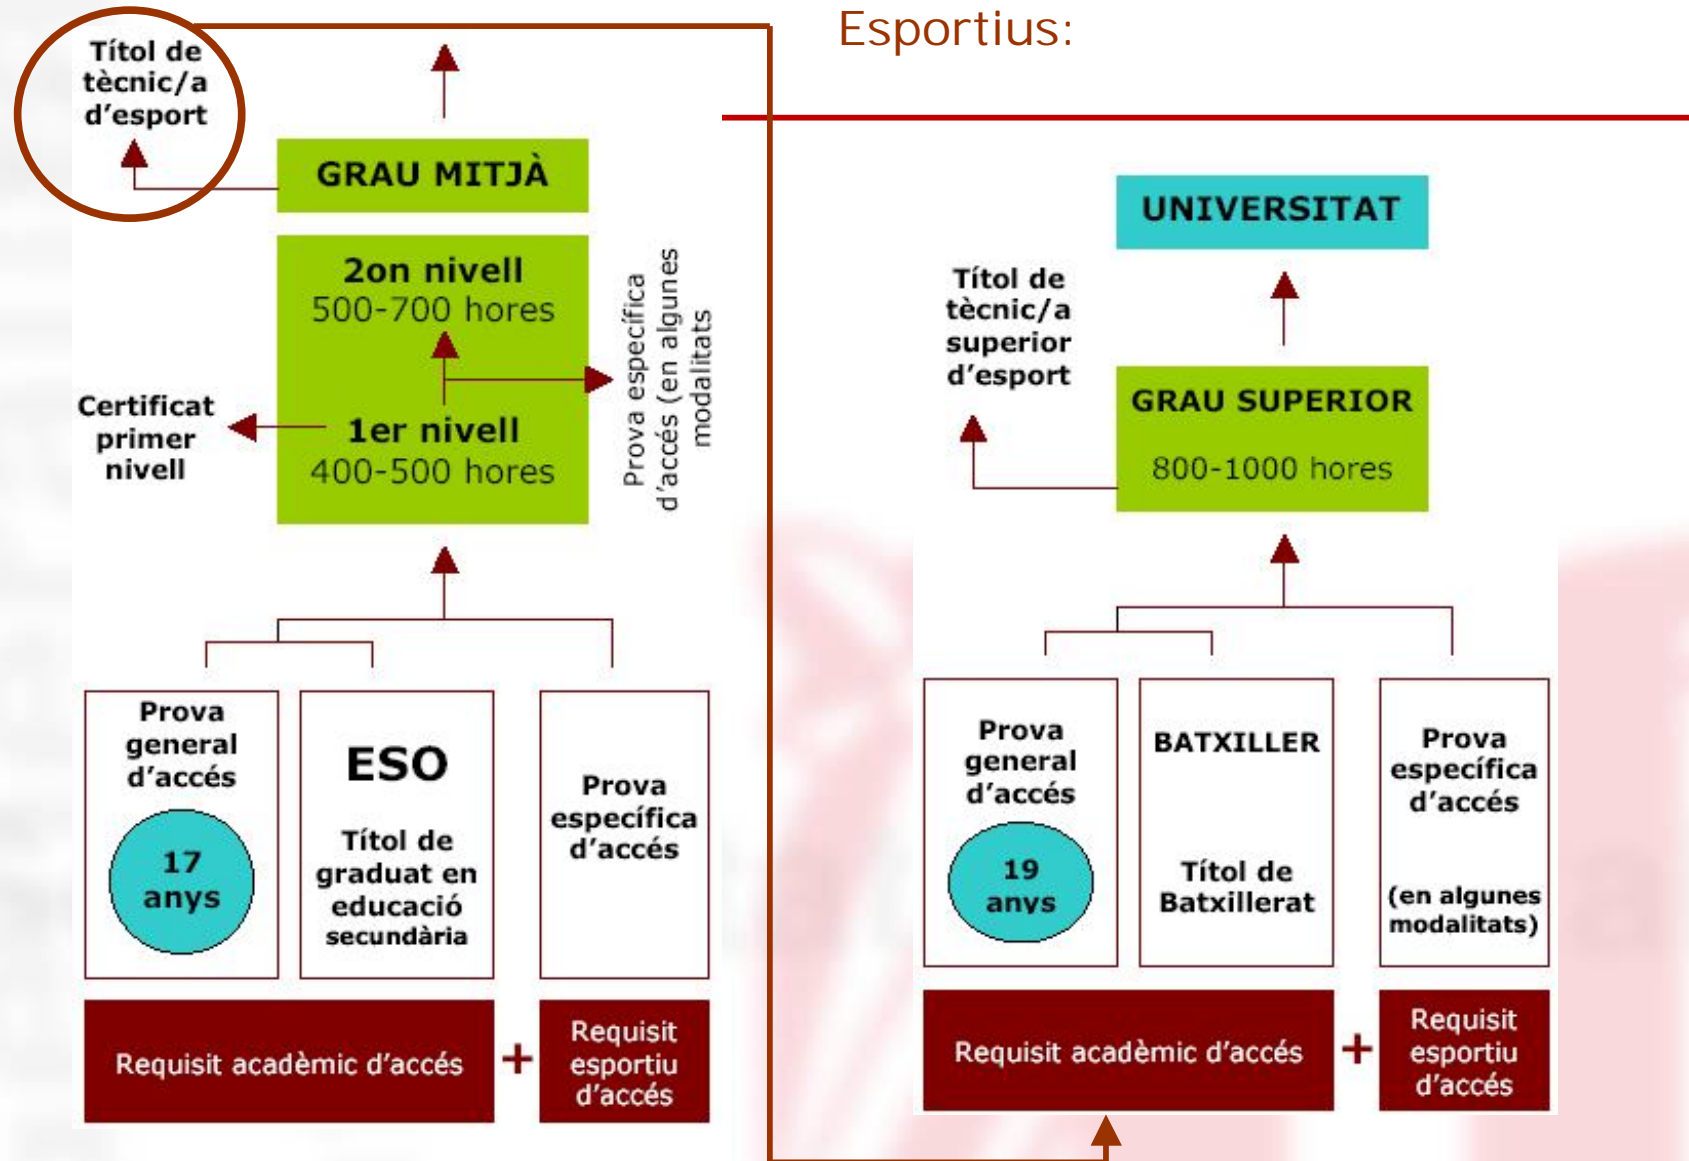 Esportius:
Títol de
tècnic/a
d'esport
GRAU MITJÀ
2on nivell
500-700 hores
Prova específica
d'accés (en algunes
modalitats
Certificat
primer
nivell
1er nivell
400-500 hores
Prova
general
d'accés
17
anys
ESO
Títol de
graduat en
educació
secundària
Prova
específica
d'accés
Requisit acadèmic d'accés
+
Requisit
esportiu
d'accés
UNIVERSITAT
Títol de
tècnic/a
superior
d'esport
GRAU SUPERIOR
800-1000 hores
Prova
general
d'accés
19
anys
BATXILLER
Títol de
Batxillerat
Prova
específica
d'accés
(en algunes
modalitats)
Requisit acadèmic d'accés
+
Requisit
esportiu
d'accés